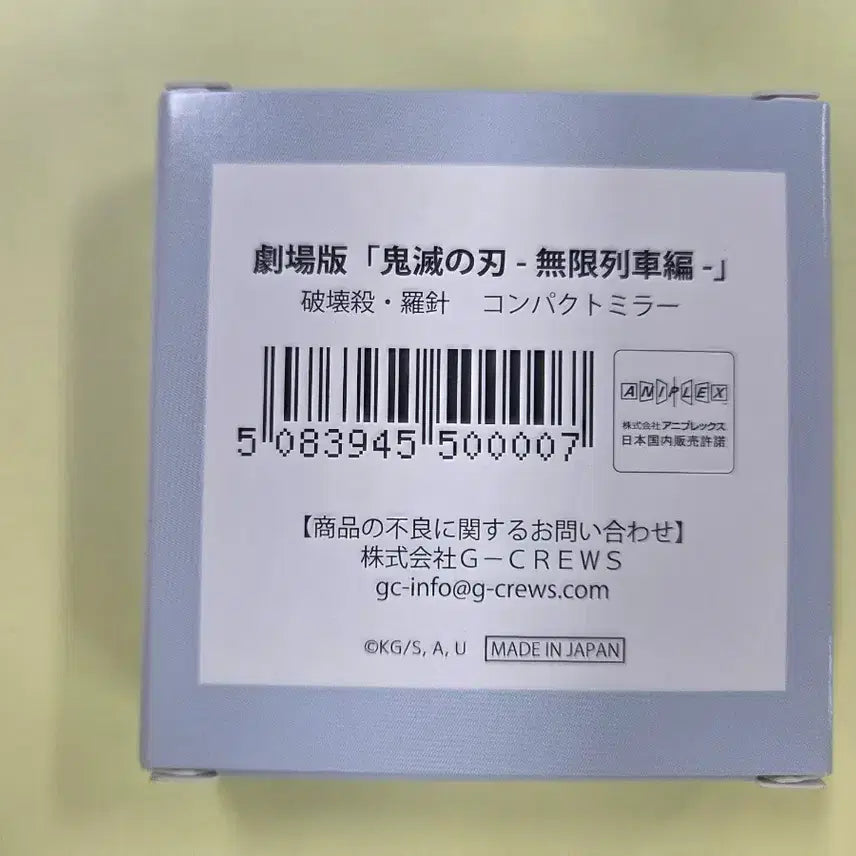 劇場版「鬼滅の刃 - 無限列車編 -」
破壊殺・羅針　コンパクトミラー
5 083945 500007
ANIPLEX
株式会社アニプレックス
日本国内販売許諾
【商品の不良に関するお問い合わせ】
株式会社G－CREWS
gc-info@g-crews.com
©KG/S, A, U MADE IN JAPAN